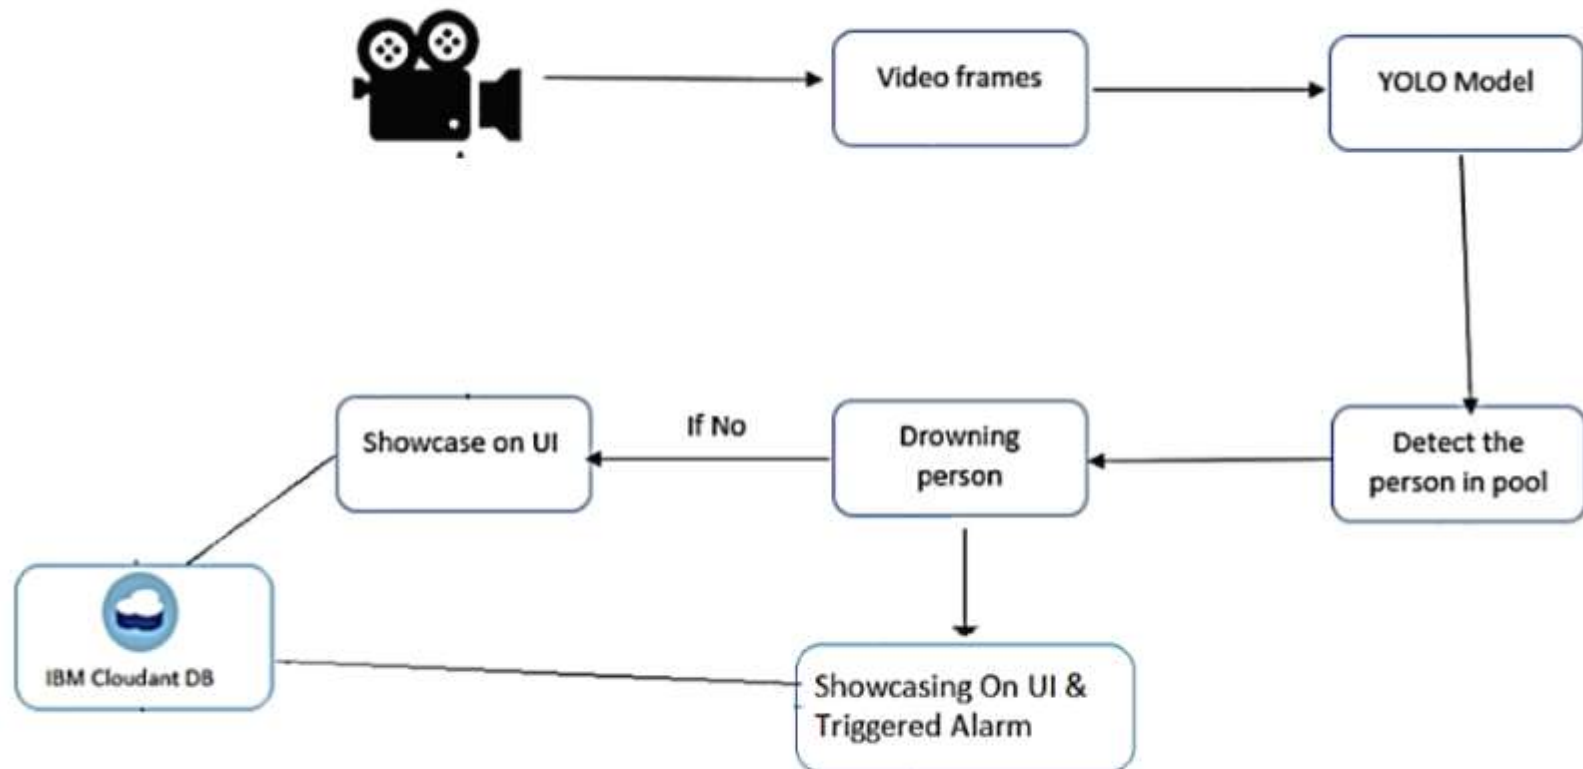 Video frames
YOLO Model
Showcase on UI
If No
Drowning
person
Detect the
person in pool
IBM Cloudant DB
Showcasing On UI &
Triggered Alarm